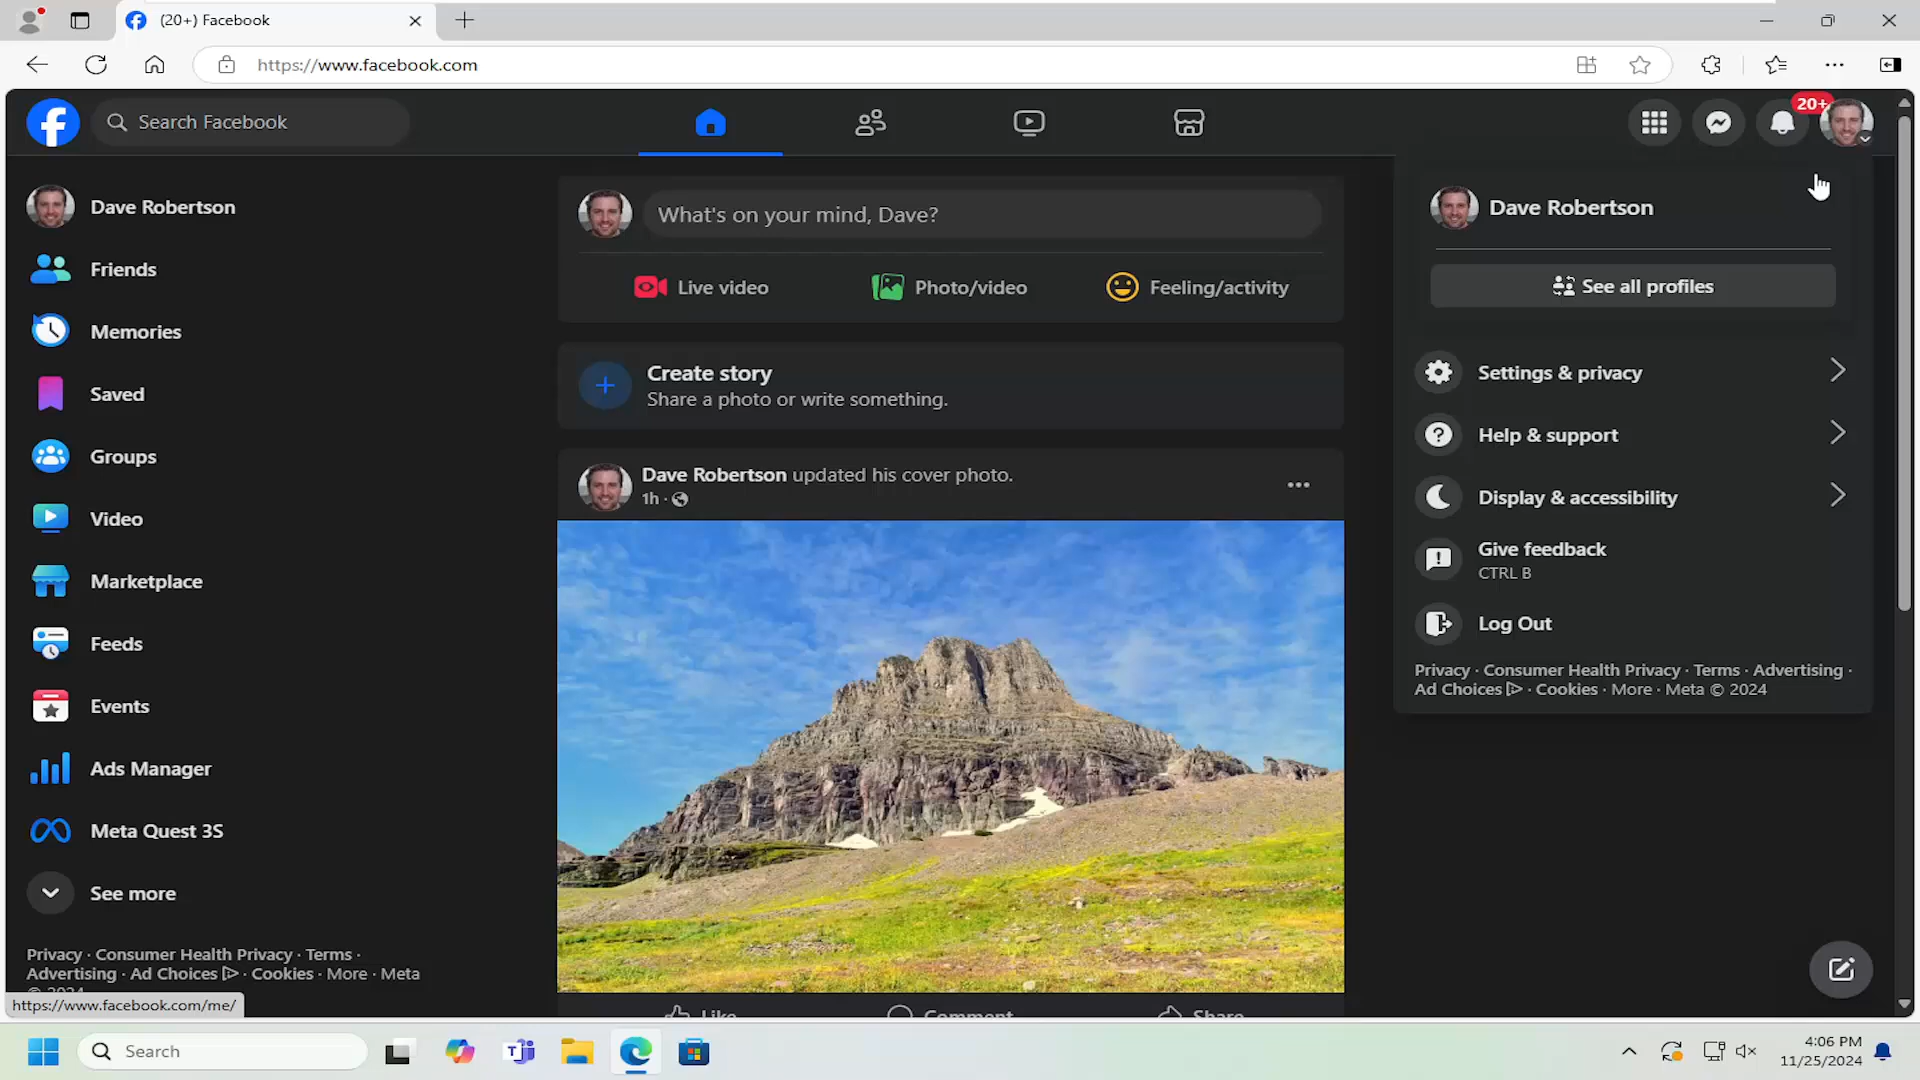 (20+) Facebook
https://www.facebook.com
Search Facebook
20+
Dave Robertson
Friends
Memories
Saved
Groups
Video
Marketplace
Feeds
Events
Ads Manager
Meta Quest 3S
See more
Privacy · Consumer Health Privacy · Terms ·
Advertising · Ad Choices · Cookies · More · Meta
© 2024
https://www.facebook.com/me/
What's on your mind, Dave?
Live video
Photo/video
Feeling/activity
Create story
Share a photo or write something.
Dave Robertson updated his cover photo.
1h ·
Like
Comment
Share
Dave Robertson
See all profiles
Settings & privacy
Help & support
Display & accessibility
Give feedback
CTRL B
Log Out
Privacy · Consumer Health Privacy · Terms · Advertising ·
Ad Choices · Cookies · More · Meta © 2024
Search
4:06 PM
11/25/2024